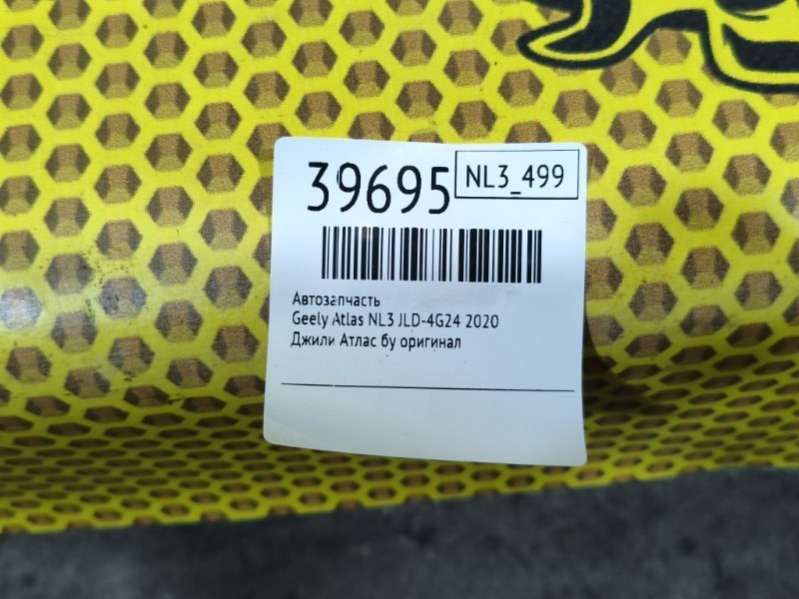 39695 NL3_499
Автозапчасть
Geely Atlas NL3 JLD-4G24 2020
Джили Атлас бу оригинал